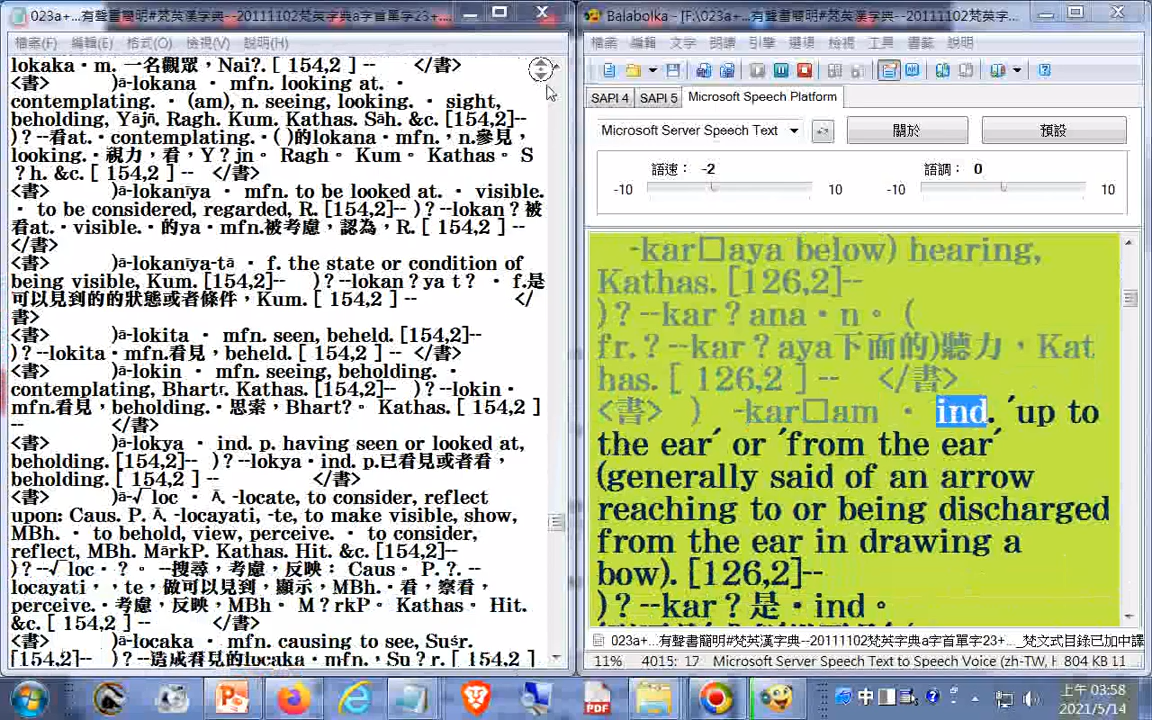 023a+...有聲書簡明#梵英漢字典--20111102梵英字典a字首單字23+...
檔案(F) 編輯(E) 格式(O) 檢視(V) 說明(H)
lokaka‧m. 一名觀眾，Nai?. [ 154,2 ] -- </書>
<書> )ā-lokana ‧ mfn. looking at. ‧
contemplating. ‧ (am), n. seeing, looking. ‧ sight,
beholding, Yājñ. Ragh. Kum. Kathas. Sāh. &c. [154,2]--
)? --看at.‧contemplating.‧( )的lokana‧mfn.，n.參見，
looking.‧視力，看，Y？jn。 Ragh。 Kum。 Kathas。 S
？h. &c. [ 154,2 ] -- </書>
<書> )ā-lokanīya ‧ mfn. to be looked at. ‧ visible.
‧ to be considered, regarded, R. [154,2]-- )? --lokan？被
看at.‧visible.‧的ya‧mfn.被考慮，認為，R. [ 154,2 ] --
</書>
<書> )ā-lokanīya-tā ‧ f. the state or condition of
being visible, Kum. [154,2]-- )? --lokan？ya t？ ‧ f.是
可以見到的的狀態或者條件，Kum. [ 154,2 ] -- </
書>
<書> )ā-lokita ‧ mfn. seen, beheld. [154,2]--
)? --lokita‧mfn.看見，beheld. [ 154,2 ] -- </書>
<書> )ā-lokin ‧ mfn. seeing, beholding. ‧
contemplating, Bhartṛ. Kathas. [154,2]-- )? --lokin‧
mfn.看見，beholding.‧思索，Bhart?。 Kathas. [ 154,2 ]
-- </書>
<書> )ā-lokya ‧ ind. p. having seen or looked at,
beholding. [154,2]-- )? --lokya‧ind. p.已看見或者看，
beholding. [ 154,2 ] -- </書>
<書> )ā-√ loc ‧ Ā. -locate, to consider, reflect
upon: Caus. P. Ā. -locayati, -te, to make visible, show,
MBh. ‧ to behold, view, perceive. ‧ to consider,
reflect, MBh. MārkP. Kathas. Hit. &c. [154,2]--
)? --√ loc‧？。 --搜尋，考慮，反映： Caus。 P. ?. --
locayati，，te，做可以見到，顯示，MBh。‧看，察看，
perceive.‧考慮，反映，MBh。 M？rkP。 Kathas。 Hit.
&c. [ 154,2 ] -- </書>
<書> )ā-locaka ‧ mfn. causing to see, Suśr.
[154,2]-- )? --造成看見的locaka‧mfn.，Su？r. [ 154,2 ]
Balabolka - [F:\023a+...有聲書簡明#梵英漢字典--20111102梵英字...
檔案 編輯 文字 朗讀 引擎 選項 檢視 工具 書籤 說明
SAPI 4 SAPI 5 Microsoft Speech Platform
Microsoft Server Speech Text 關於 預設
語速： -2 語調： 0
-10 10 -10 10
-kar□aya below) hearing,
Kathas. [126,2]--
)? --kar？ana‧n。(
fr.？--kar？aya下面的)聽力，Kat
has. [ 126,2 ] -- </書>
<書> ) -kar□am ‧ ind. ´up to
the ear´ or ´from the ear´
(generally said of an arrow
reaching to or being discharged
from the ear in drawing a
bow). [126,2]--
)? --kar？是‧ind。
023a+...有聲書簡明#梵英漢字典--20111102梵英字典a字首單字23+..._梵文式目錄已加中譯
11% 4015: 17 Microsoft Server Speech Text to Speech Voice (zh-TW, H 804 KB 11
中
上午 03:58
2021/5/14